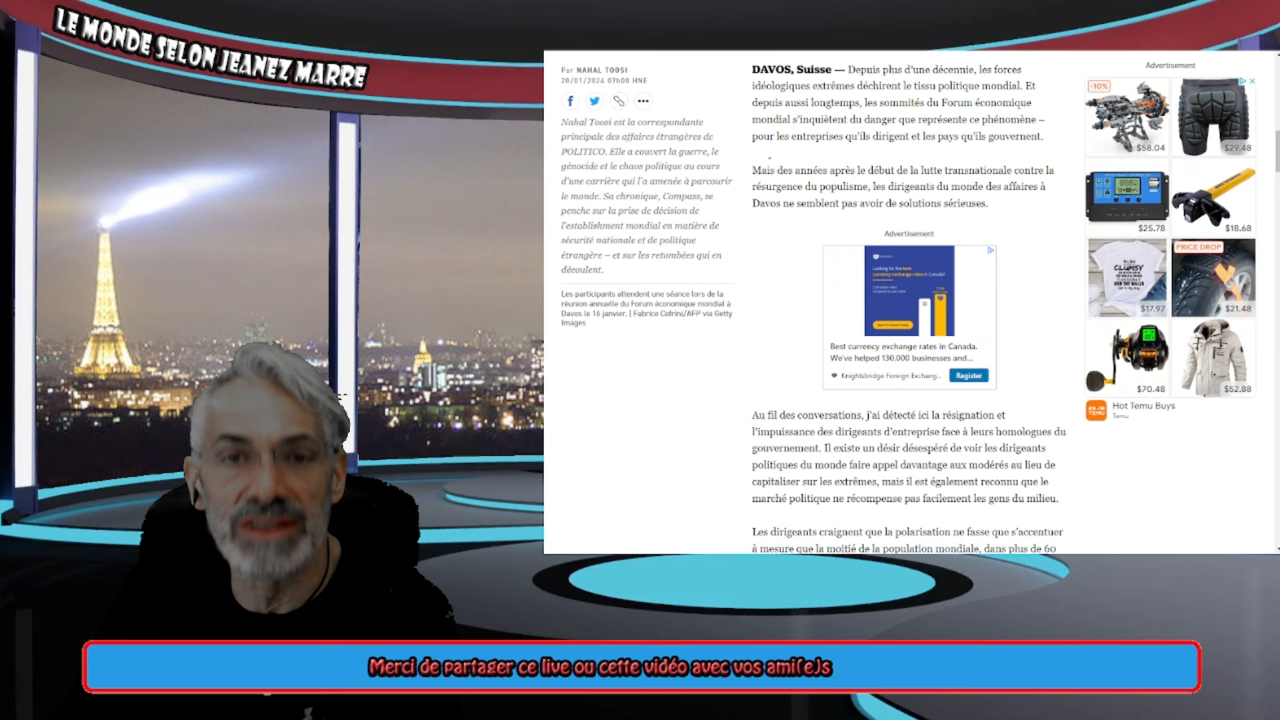 LE MONDE SELON JEANEZ MARRE
Par NAHAL TOOSI
20/01/2024 07h00 HNE
Nahal Toosi est la correspondante
principale des affaires étrangères de
POLITICO. Elle a couvert la guerre, le
génocide et le chaos politique au cours
d'une carrière qui l'a amenée à parcourir
le monde. Sa chronique, Compass, se
penche sur la prise de décision de
l'establishment mondial en matière de
sécurité nationale et de politique
étrangère – et sur les retombées qui en
découlent.
Les participants attendent une séance lors de la
réunion annuelle du Forum économique mondial à
Davos le 16 janvier. | Fabrice Cofrini/AFP via Getty
Images
DAVOS, Suisse — Depuis plus d'une décennie, les forces
idéologiques extrêmes déchirent le tissu politique mondial. Et
depuis aussi longtemps, les sommités du Forum économique
mondial s'inquiètent du danger que représente ce phénomène –
pour les entreprises qu'ils dirigent et les pays qu'ils gouvernent.
Mais des années après le début de la lutte transnationale contre la
résurgence du populisme, les dirigeants du monde des affaires à
Davos ne semblent pas avoir de solutions sérieuses.
Advertisement
Looking for the best
currency exchange rates in Canada?
Best currency exchange rates in Canada.
We've helped 130.000 businesses and...
Knightsbridge Foreign Exchang...
Register
Au fil des conversations, j'ai détecté ici la résignation et
l'impuissance des dirigeants d'entreprise face à leurs homologues du
gouvernement. Il existe un désir désespéré de voir les dirigeants
politiques du monde faire appel davantage aux modérés au lieu de
capitaliser sur les extrêmes, mais il est également reconnu que le
marché politique ne récompense pas facilement les gens du milieu.
Les dirigeants craignent que la polarisation ne fasse que s'accentuer
à mesure que la moitié de la population mondiale, dans plus de 60
Advertisement
-10%
$58.04
$29.48
$25.78
$18.68
CLUMSY
$17.97
PRICE DROP
$21.48
$70.48
$52.88
Hot Temu Buys
Temu
Merci de partager ce live ou cette vidéo avec vos ami(e)s